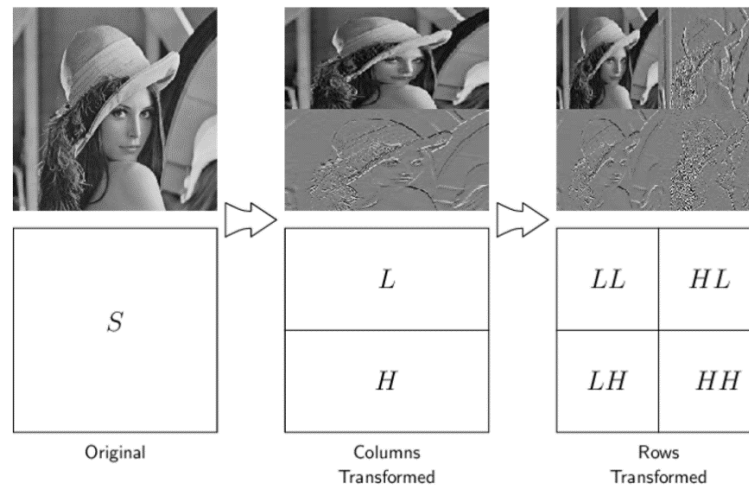 S
L
H
LL
HL
LH
HH
Original
Columns
Transformed
Rows
Transformed